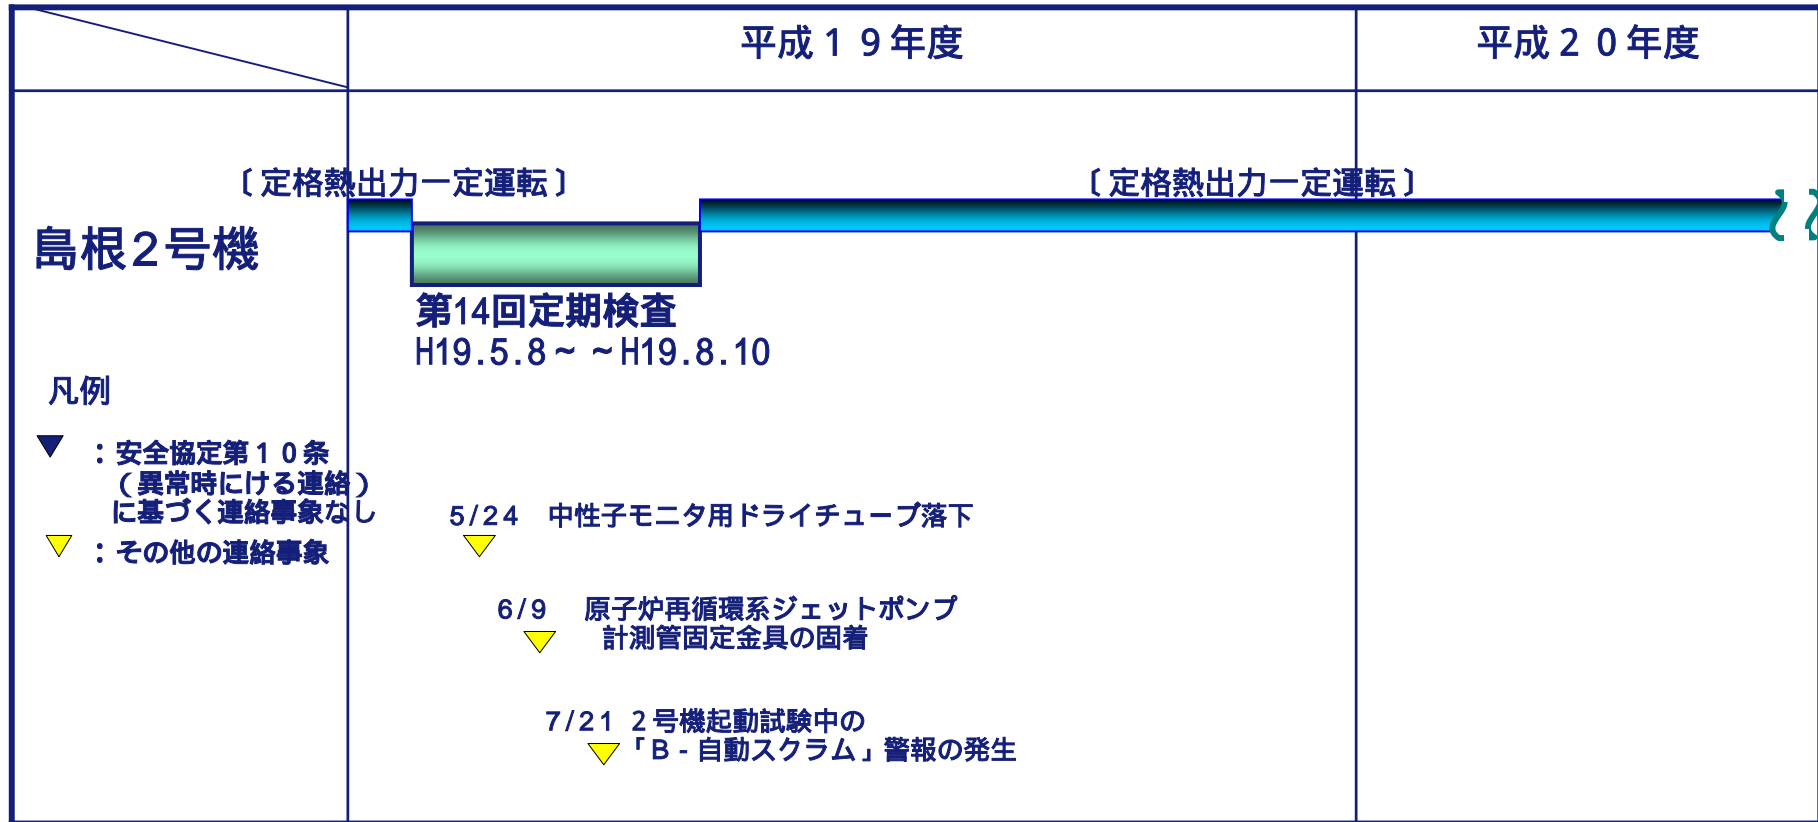 平成１９年度
平成２０年度
〔定格熱出力一定運転〕
〔定格熱出力一定運転〕
島根2号機
第14回定期検査
H19.5.8～ ～H19.8.10
凡例
：安全協定第１０条
（異常時にける連絡）
に基づく連絡事象なし
：その他の連絡事象
5/24 中性子モニタ用ドライチューブ落下
6/9 原子炉再循環系ジェットポンプ
計測管固定金具の固着
7/21 2号機起動試験中の
「B-自動スクラム」警報の発生